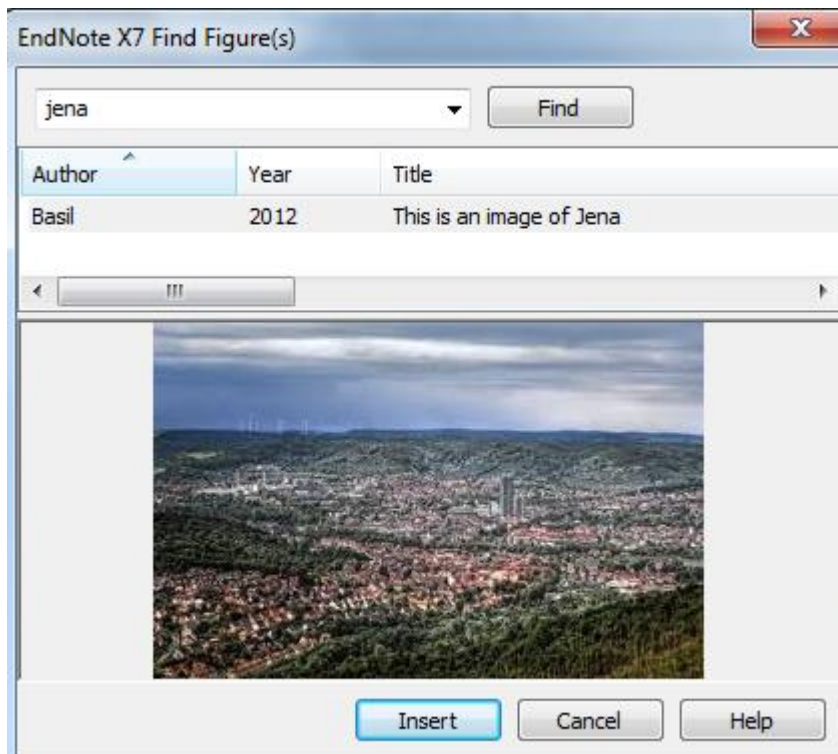 EndNote X7 Find Figure(s)
jena Find
Author Year Title
Basil 2012 This is an image of Jena
Insert Cancel Help